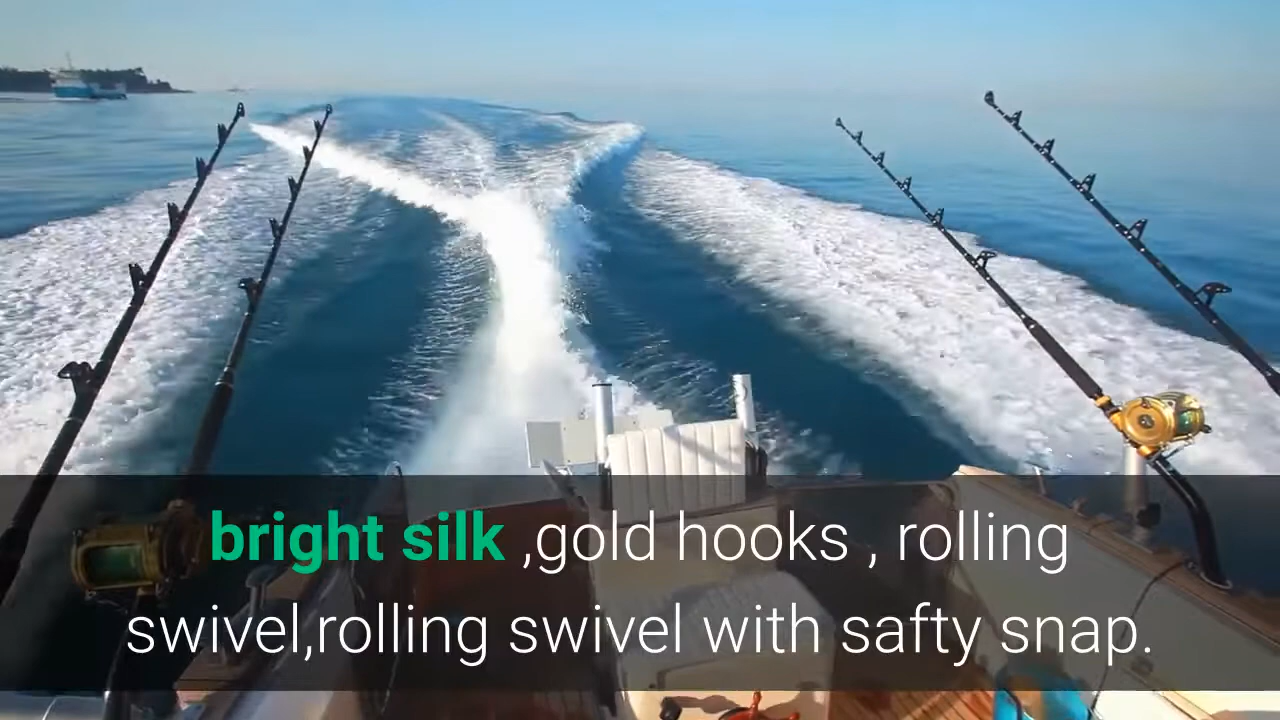 bright silk ,gold hooks , rolling
swivel,rolling swivel with safty snap.